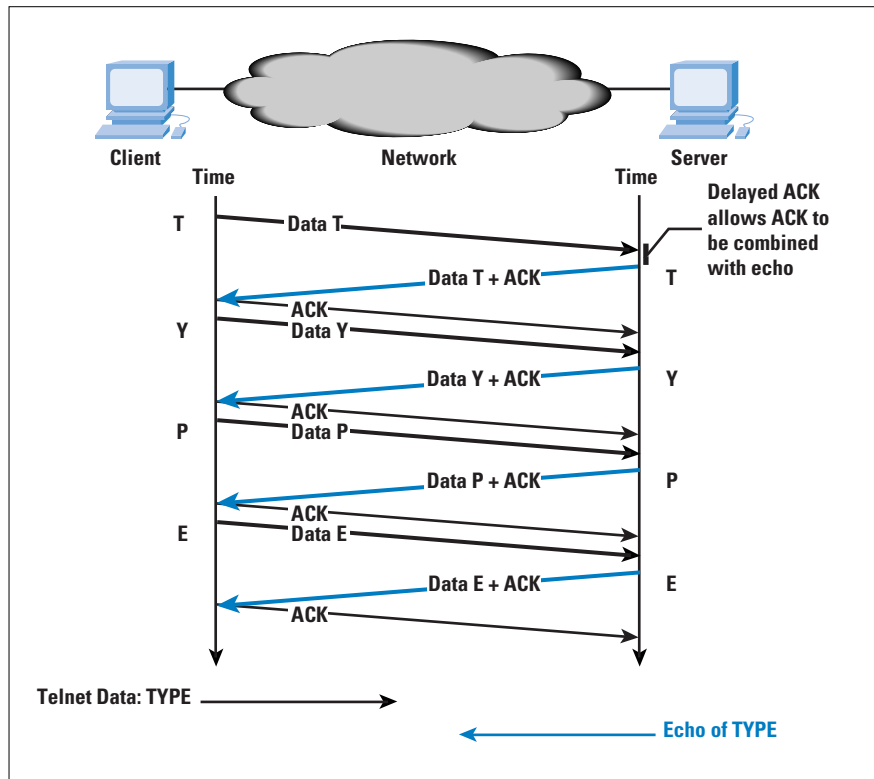 Client
Network
Server
Time
Time
Delayed ACK
allows ACK to
be combined
with echo
T
Data T
Data T + ACK
T
ACK
Y
Data Y
Data Y + ACK
Y
ACK
P
Data P
Data P + ACK
P
ACK
E
Data E
Data E + ACK
E
ACK
Telnet Data: TYPE
Echo of TYPE